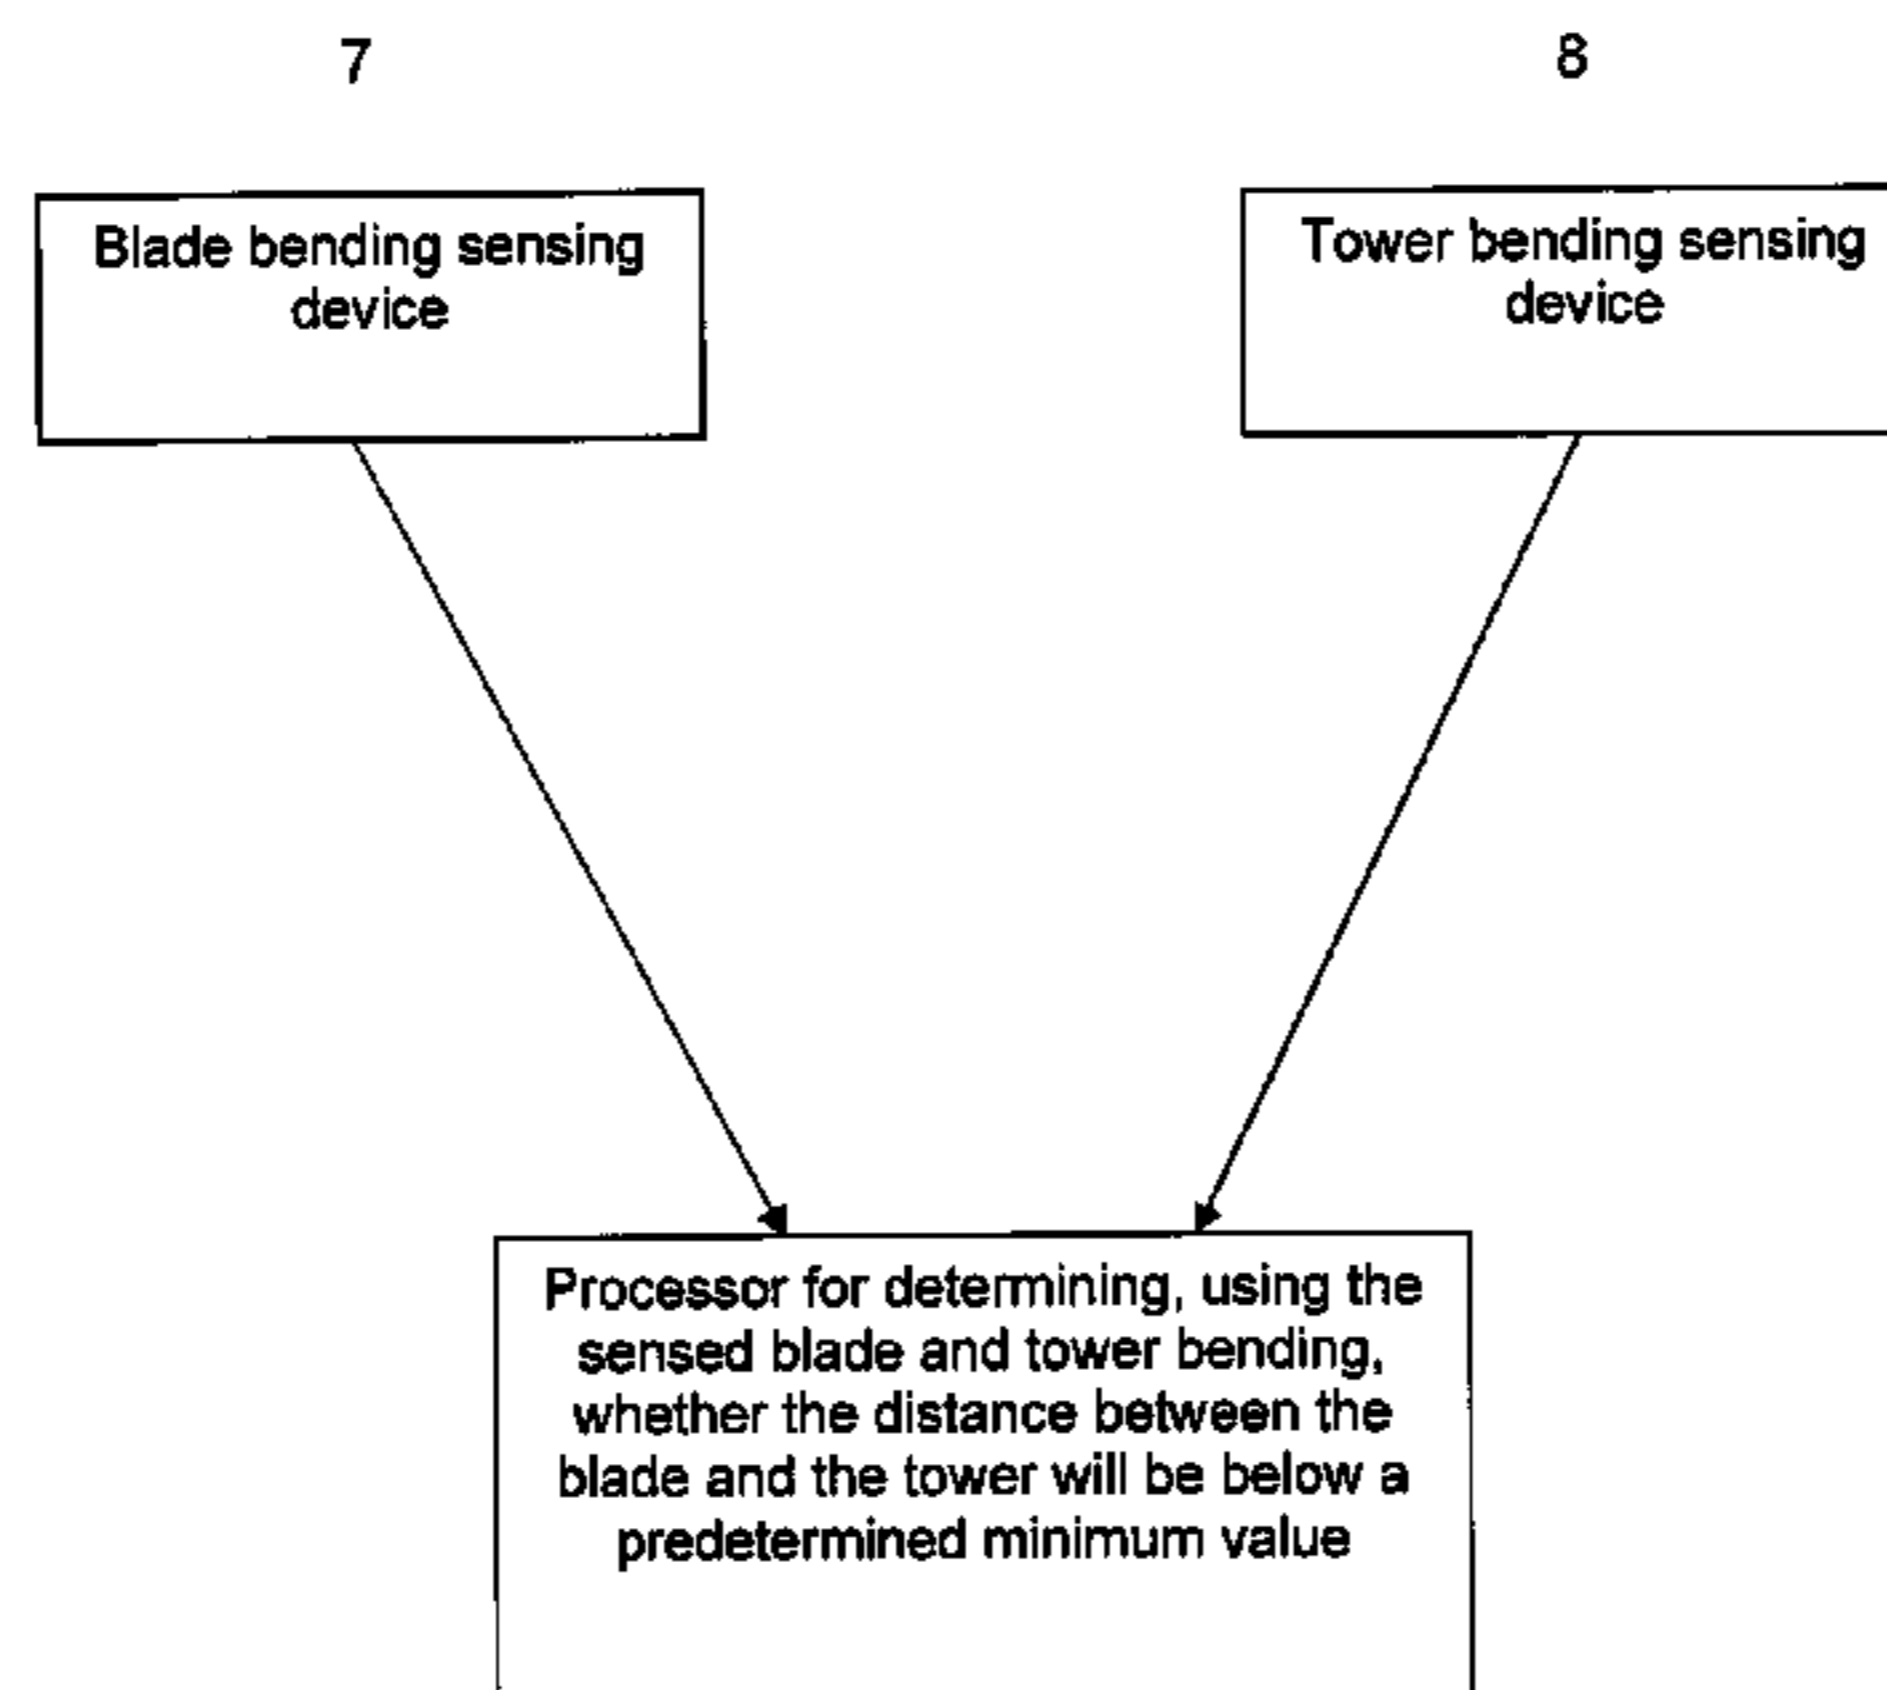 7
8
Blade bending sensing
device
Tower bending sensing
device
Processor for determining, using the
sensed blade and tower bending,
whether the distance between the
blade and the tower will be below a
predetermined minimum value